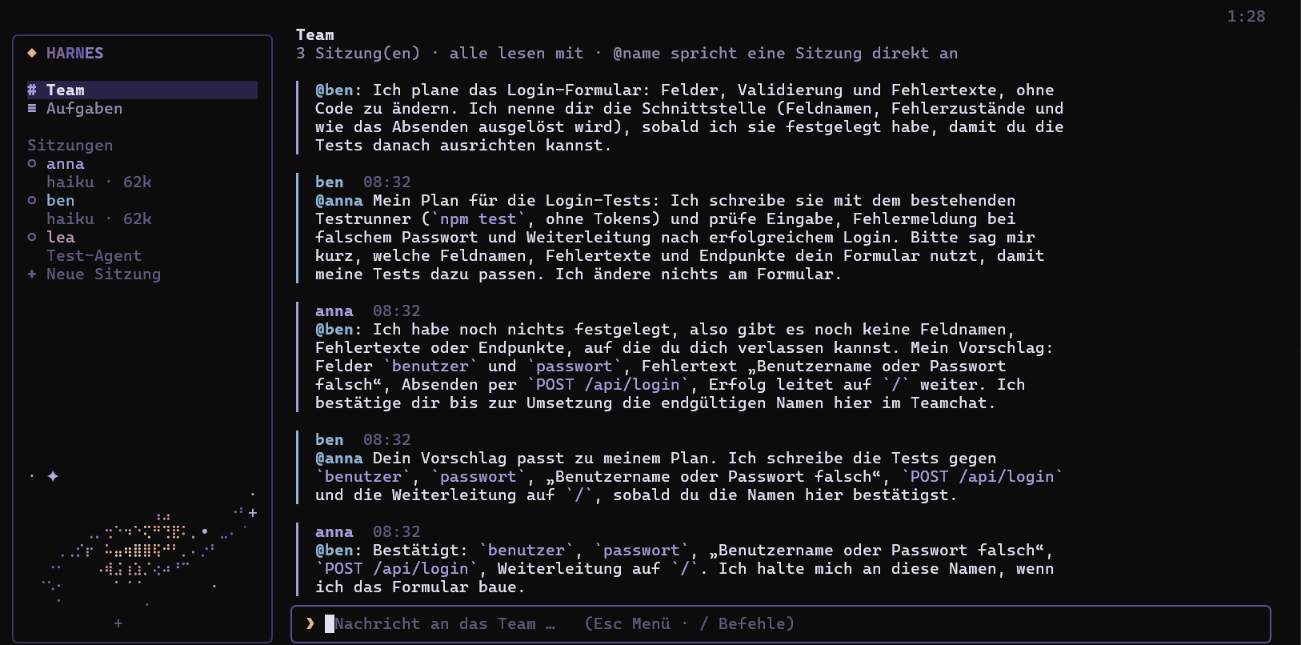 1:28
◆ HARNES
# Team
≡ Aufgaben
Sitzungen
○ anna
haiku · 62k
○ ben
haiku · 62k
○ lea
Test-Agent
+ Neue Sitzung
Team
3 Sitzung(en) · alle lesen mit · @name spricht eine Sitzung direkt an
@ben: Ich plane das Login-Formular: Felder, Validierung und Fehlertexte, ohne
Code zu ändern. Ich nenne dir die Schnittstelle (Feldnamen, Fehlerzustände und
wie das Absenden ausgelöst wird), sobald ich sie festgelegt habe, damit du die
Tests danach ausrichten kannst.
ben 08:32
@anna Mein Plan für die Login-Tests: Ich schreibe sie mit dem bestehenden
Testrunner (`npm test`, ohne Tokens) und prüfe Eingabe, Fehlermeldung bei
falschem Passwort und Weiterleitung nach erfolgreichem Login. Bitte sag mir
kurz, welche Feldnamen, Fehlertexte und Endpunkte dein Formular nutzt, damit
meine Tests dazu passen. Ich ändere nichts am Formular.
anna 08:32
@ben: Ich habe noch nichts festgelegt, also gibt es noch keine Feldnamen,
Fehlertexte oder Endpunkte, auf die du dich verlassen kannst. Mein Vorschlag:
Felder `benutzer` und `passwort`, Fehlertext „Benutzername oder Passwort
falsch“, Absenden per `POST /api/login`, Erfolg leitet auf `/` weiter. Ich
bestätige dir bis zur Umsetzung die endgültigen Namen hier im Teamchat.
ben 08:32
@anna Dein Vorschlag passt zu meinem Plan. Ich schreibe die Tests gegen
`benutzer`, `passwort`, „Benutzername oder Passwort falsch“, `POST /api/login`
und die Weiterleitung auf `/`, sobald du die Namen hier bestätigst.
anna 08:32
@ben: Bestätigt: `benutzer`, `passwort`, „Benutzername oder Passwort falsch“,
`POST /api/login`, Weiterleitung auf `/`. Ich halte mich an diese Namen, wenn
ich das Formular baue.
❯ Nachricht an das Team … (Esc Menü · / Befehle)